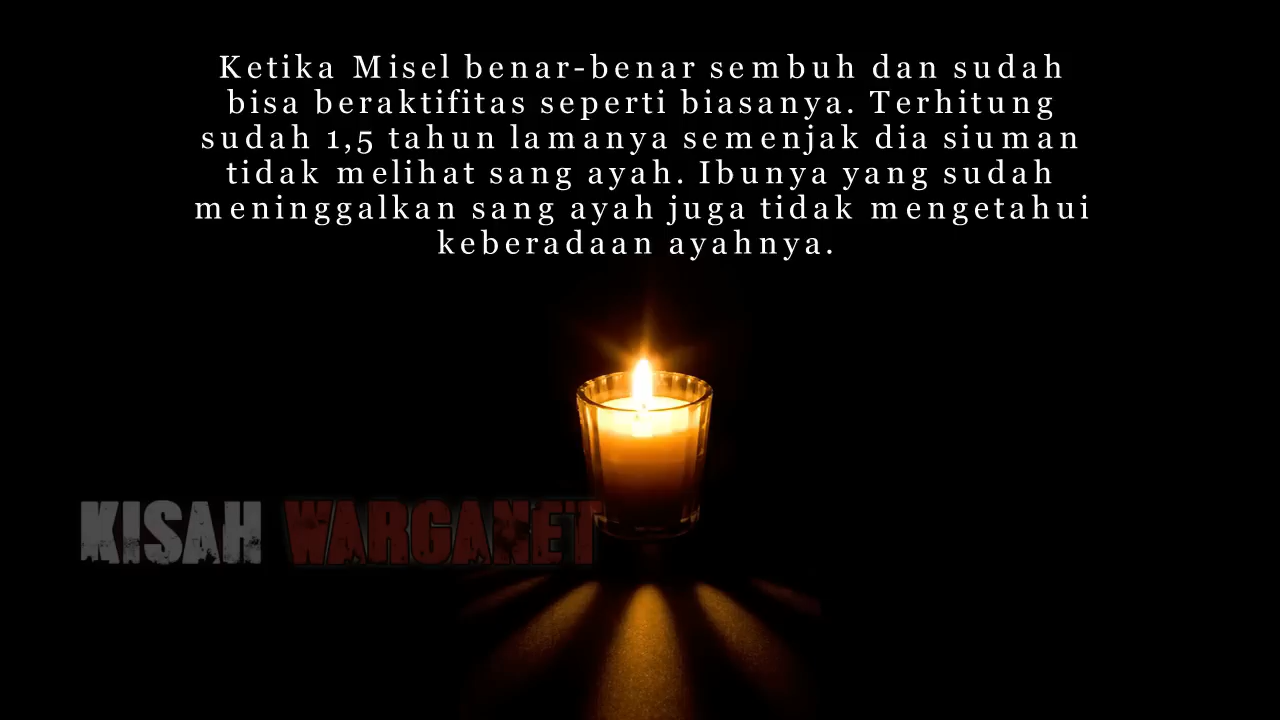 Ketika Misel benar-benar sembuh dan sudah
bisa beraktifitas seperti biasanya. Terhitung
sudah 1,5 tahun lamanya semenjak dia siuman
tidak melihat sang ayah. Ibunya yang sudah
meninggalkan sang ayah juga tidak mengetahui
keberadaan ayahnya.
KISAH WARGANET